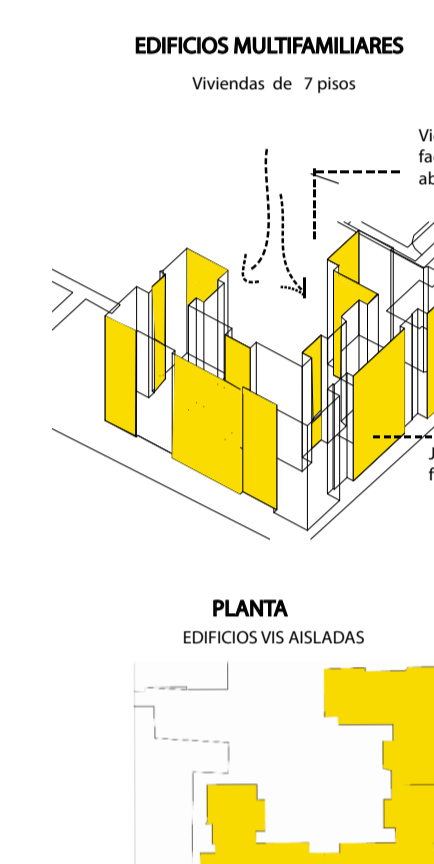 EDIFICIOS MULTIFAMILIARES
Viviendas de 7 pisos
PLANTA
EDIFICIOS VIS AISLADAS